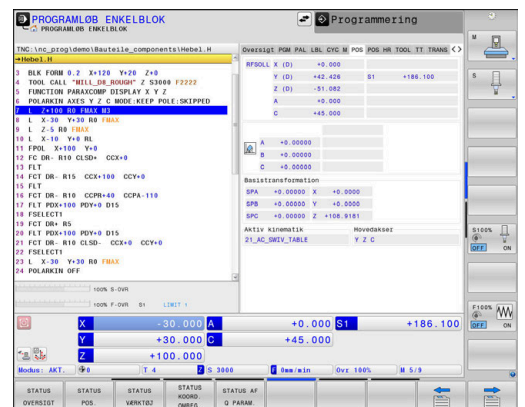 PROGRAMLØB ENKELBLOK
PROGRAMLØB ENKELBLOK
Programmering
TNC:\nc_prog\demo\Bauteile_components\Hebel.H
→Hebel.H
3 BLK FORM 0.2 X+120 Y+20 Z+0
4 TOOL CALL "MILL_D8_ROUGH" Z S3000 F2222
5 FUNCTION PARAXCOMP DISPLAY X Y Z
6 POLARKIN AXES Y Z C MODE:KEEP POLE:SKIPPED
7 L Z+100 R0 FMAX M3
8 L X-30 Y+30 R0 FMAX
9 L Z-5 R0 FMAX
10 L X-10 Y+0 RL
11 FPOL X+100 Y+0
12 FC DR- R10 CLSD+ CCX+0
13 FLT
14 FCT DR- R15 CCX+100 CCY+0
15 FLT
16 FCT DR- R10 CCPR+40 CCPA-110
17 FLT PDX+100 PDY+0 D15
18 FSELECT1
19 FCT DR+ R5
20 FLT PDX+100 PDY+0 D15
21 FCT DR- R10 CLSD- CCX+0 CCY+0
22 FSELECT1
23 L X-30 Y+30 R0 FMAX
24 POLARKIN OFF
100% S-OVR
100% F-OVR S1 LIMIT 1
Oversigt PGM PAL LBL CYC M POS POS HR TOOL TT TRANS
RFSOLL X (D) +0.000
Y (D) +42.426 S1 +186.100
Z (D) -51.082
A +0.000
C +45.000
A +0.00000
B +0.00000
C +0.00000
Basistransformation
SPA +0.00000 X +0.0000
SPB +0.00000 Y +0.0000
SPC +0.00000 Z +108.9181
Aktiv kinematik Hovedakser
21_AC_SWIV_TABLE Y Z C
X -30.000 A +0.000 S1 +186.100
Y +30.000 C +45.000
Z +100.000
Modus: AKT. 0 T 4 Z S 3000 F 0mm/min Ovr 100% M 5/9
STATUS OVERSIGT
STATUS POS.
STATUS VÆRKTØJ
STATUS KOORD. OMREG.
STATUS AF Q PARAM.
M
S
S100%
OFF ON
F100%
OFF ON